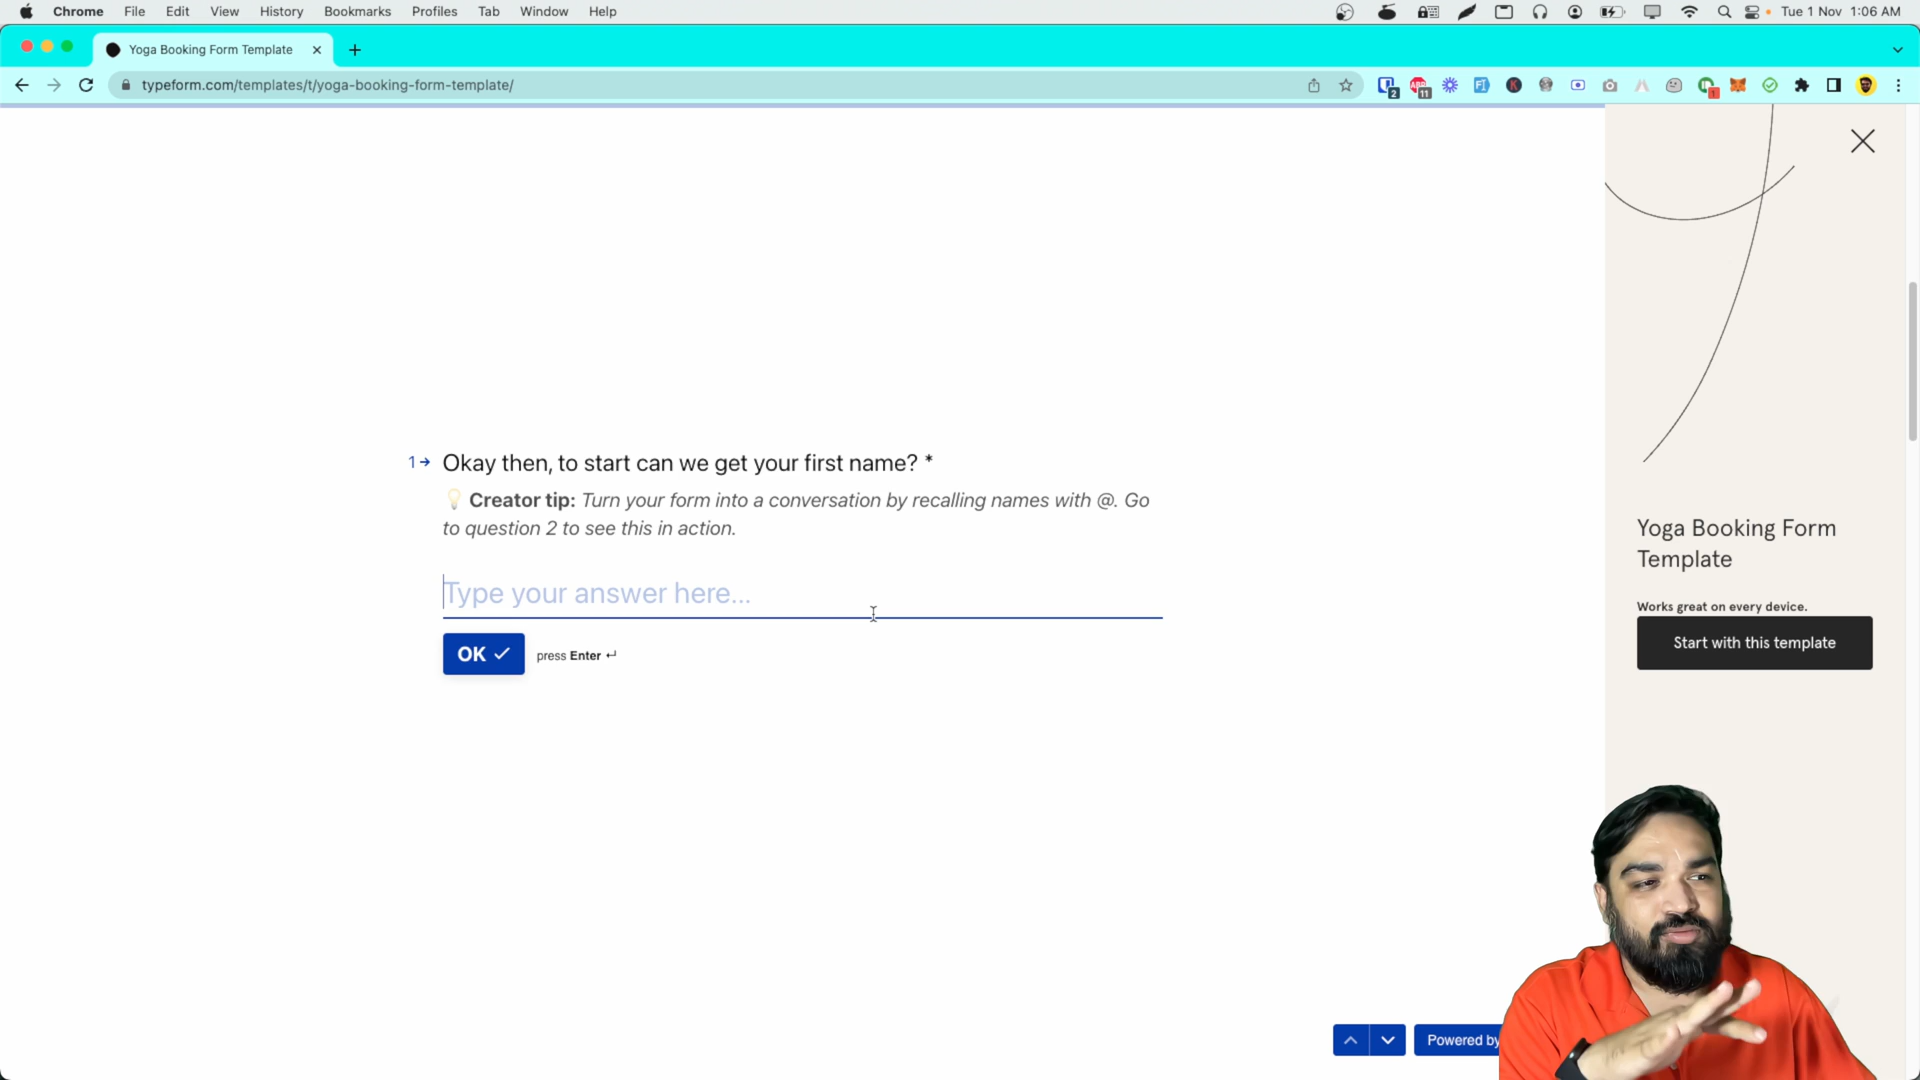 Chrome File Edit View History Bookmarks Profiles Tab Window Help Tue 1 Nov 1:06 AM
Yoga Booking Form Template
typeform.com/templates/t/yoga-booking-form-template/
2
11
1
1 Okay then, to start can we get your first name? *
Creator tip: Turn your form into a conversation by recalling names with @. Go
to question 2 to see this in action.
Type your answer here...
OK press Enter ↵
Yoga Booking Form
Template
Works great on every device.
Start with this template
Powered by